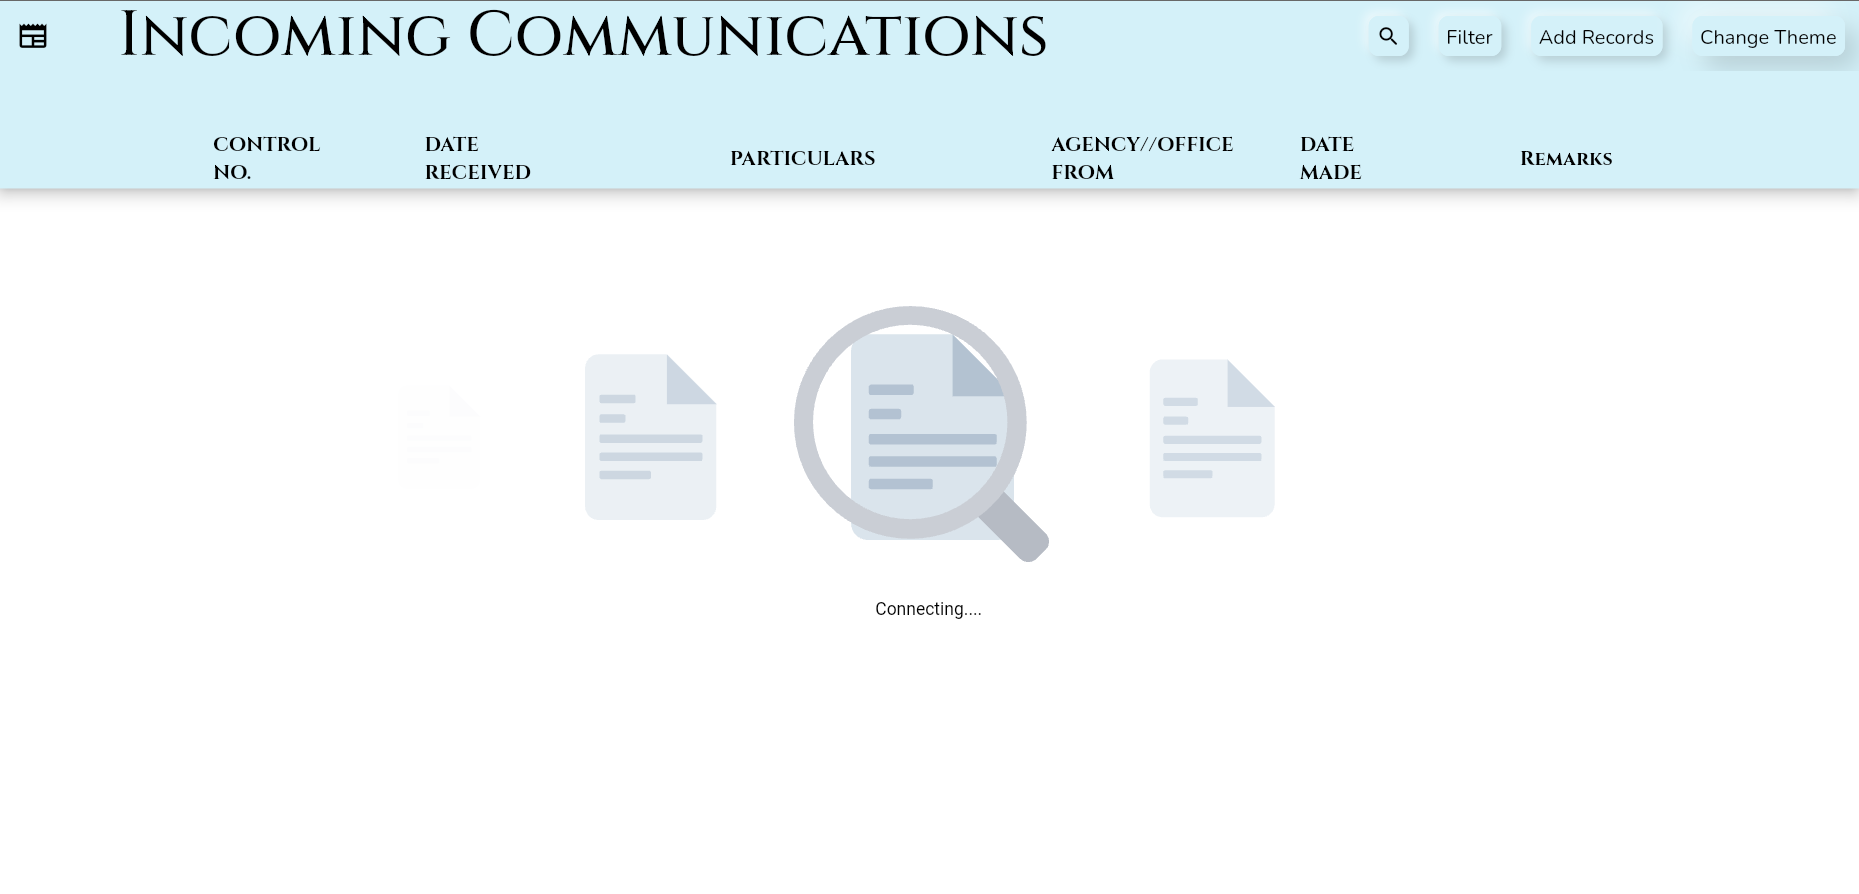 Incoming Communications
Filter
Add Records
Change Theme
CONTROL
NO.
DATE
RECEIVED
PARTICULARS
AGENCY//OFFICE
FROM
DATE
MADE
Remarks
Connecting....